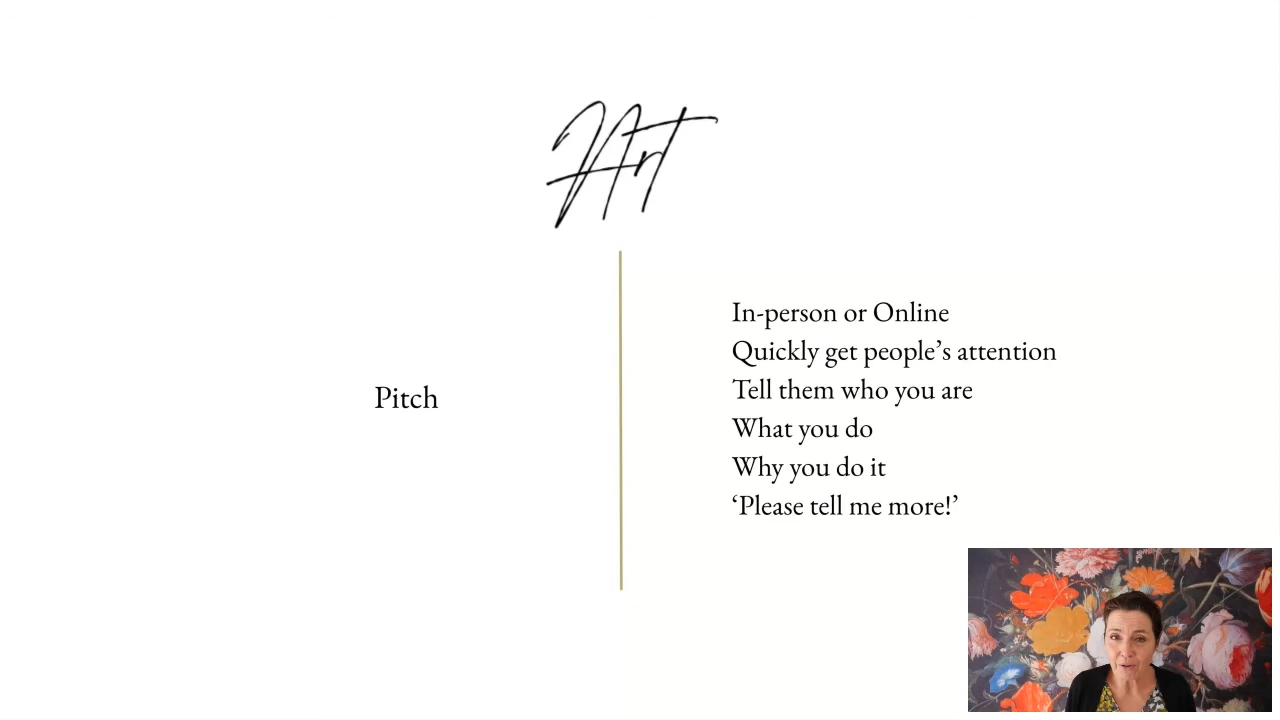 Art
Pitch
In-person or Online
Quickly get people’s attention
Tell them who you are
What you do
Why you do it
‘Please tell me more!’